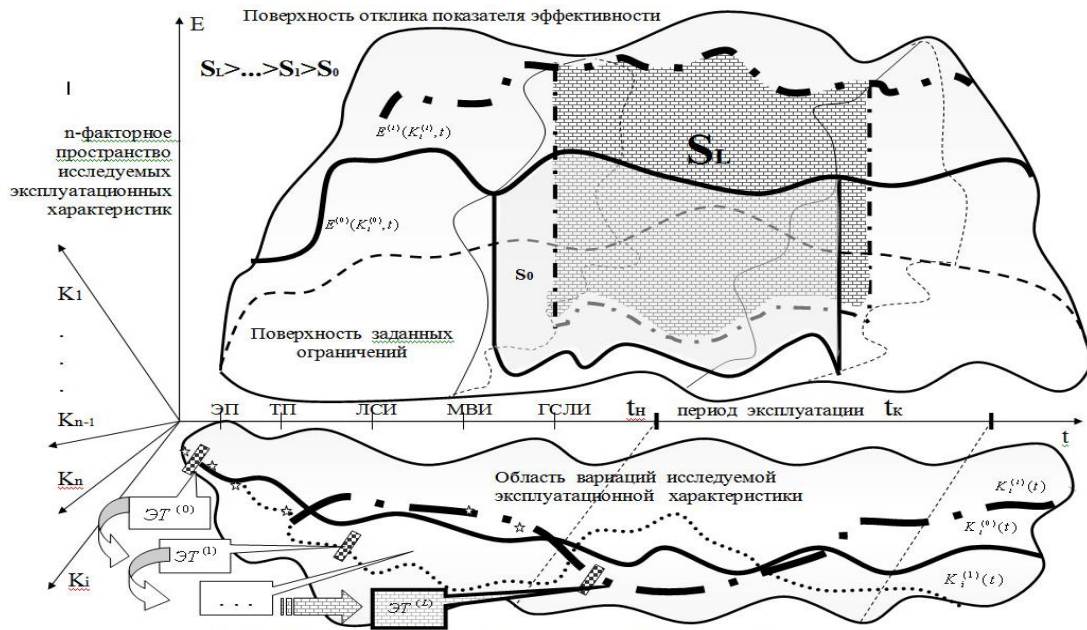 E
Поверхность отклика показателя эффективности
SL>...>S1>S0
n-факторное
пространство
исследуемых
эксплуатационных
характеристик
E⁽¹⁾(Kᵢ⁽¹⁾,t)
SL
E⁽⁰⁾(Kᵢ⁽⁰⁾,t)
S0
K1
.
.
.
Поверхность заданных
ограничений
Kn-1
ЭП ТП ЛСИ МВИ ГСЛИ tн период эксплуатации tк
t
Kn
Область вариаций исследуемой
эксплуатационной характеристики
ЭТ⁽⁰⁾
Kᵢ⁽⁰⁾(t)
ЭТ⁽¹⁾
Ki
Kᵢ⁽¹⁾(t)
. . .
ЭТ⁽ᴸ⁾